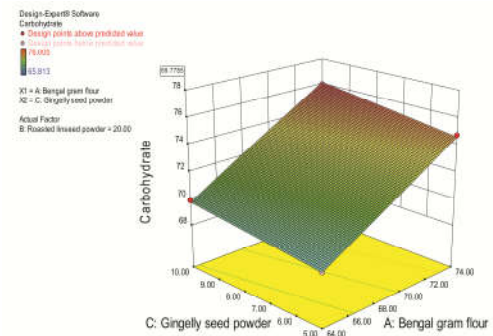 Design-Expert® Software
Carbohydrate
Design points above predicted value
Design points below predicted value
76.093
65.813
X1 = A: Bengal gram flour
X2 = C: Gingelly seed powder
Actual Factor
B: Roasted linseed powder = 20.00
78
76
74
72
70
68
Carbohydrate
10.00
9.00
8.00
7.00
6.00
5.00
C: Gingelly seed powder
74.00
72.00
70.00
68.00
66.00
64.00
A: Bengal gram flour